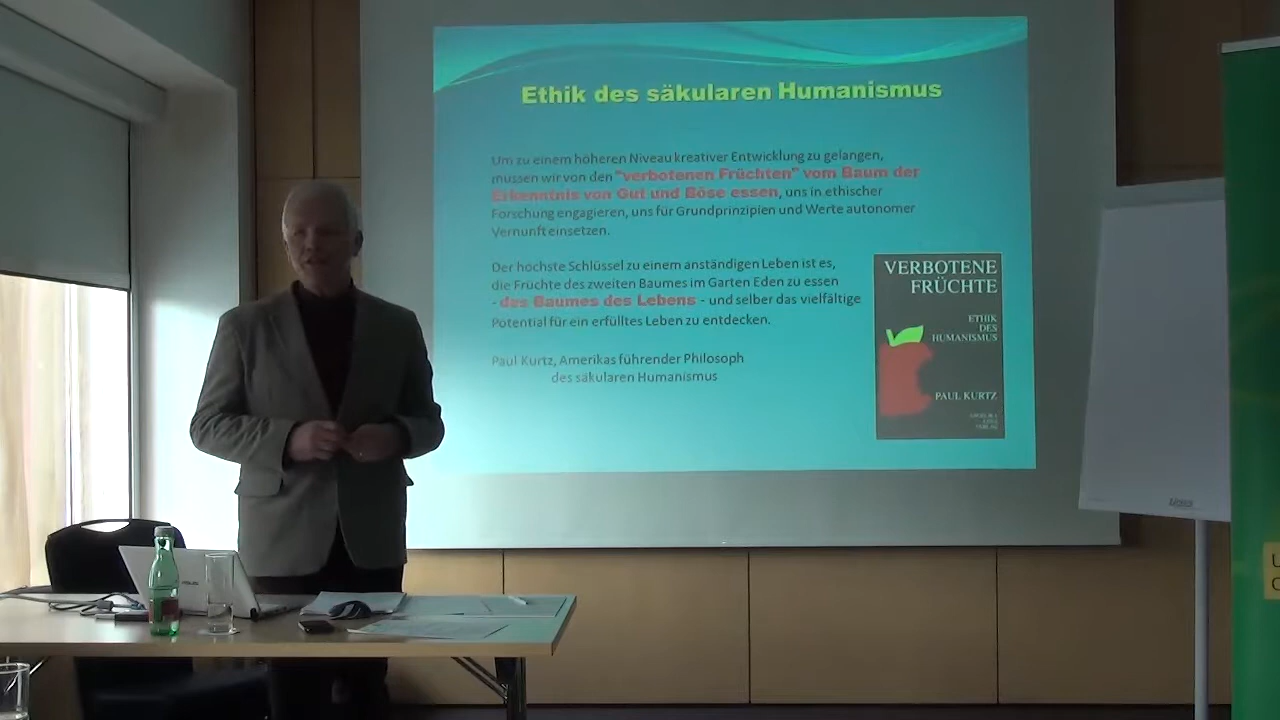 Ethik des säkularen Humanismus
Um zu einem höheren Niveau kreativer Entwicklung zu gelangen,
müssen wir von den "verbotenen Früchten" vom Baum der
Erkenntnis von Gut und Böse essen, uns in ethischer
Forschung engagieren, uns für Grundprinzipien und Werte autonomer
Vernunft einsetzen.
Der höchste Schlüssel zu einem anständigen Leben ist es,
die Früchte des zweiten Baumes im Garten Eden zu essen
- des Baumes des Lebens - und selber das vielfältige
Potential für ein erfülltes Leben zu entdecken.
Paul Kurtz, Amerikas führender Philosoph
des säkularen Humanismus
VERBOTENE
FRÜCHTE
ETHIK
DES
HUMANISMUS
PAUL KURTZ
ASUS